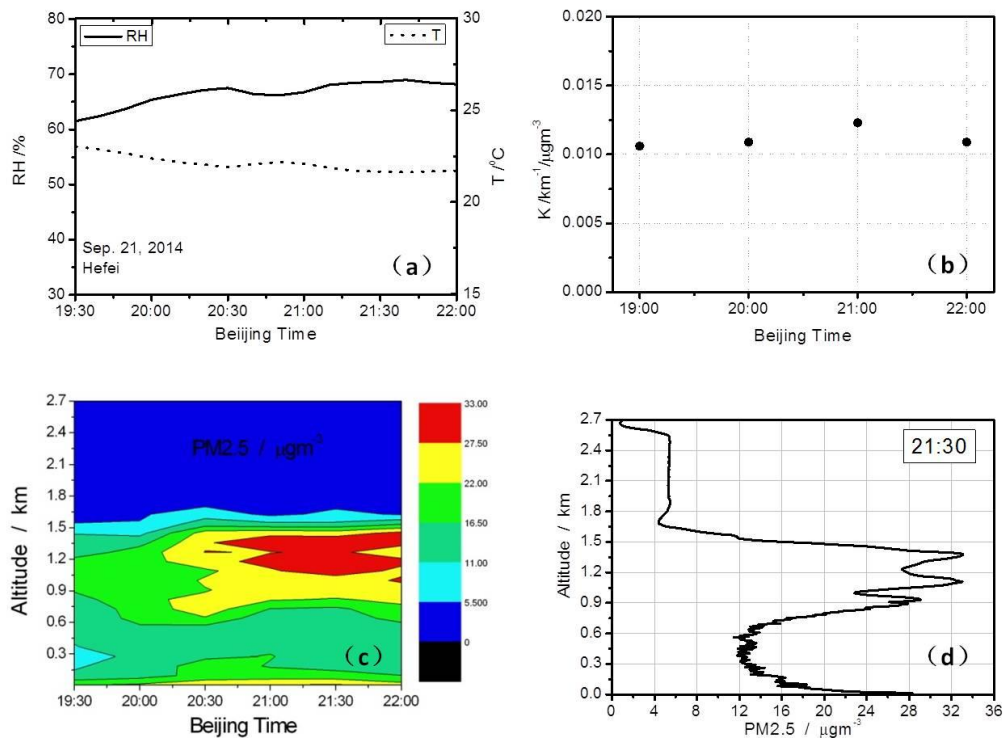 80
70
60
50
40
30
RH /%
RH
T
30
25
20
15
T /⁰C
Sep. 21, 2014
Hefei
(a)
19:30 20:00 20:30 21:00 21:30 22:00
Beiijing Time
0.020
0.015
0.010
0.005
0.000
K /km⁻¹/μgm⁻³
(b)
19:00 20:00 21:00 22:00
Beijing Time
2.7
2.4
2.1
1.8
1.5
1.2
0.9
0.6
0.3
Altitude / km
PM2.5 / μgm⁻³
(c)
19:30 20:00 20:30 21:00 21:30 22:00
Beijing Time
33.00
27.50
22.00
16.50
11.00
5.500
0
2.7
2.4
2.1
1.8
1.5
1.2
0.9
0.6
0.3
0.0
Altitude / km
21:30
(d)
0 4 8 12 16 20 24 28 32 36
PM2.5 / μgm⁻³